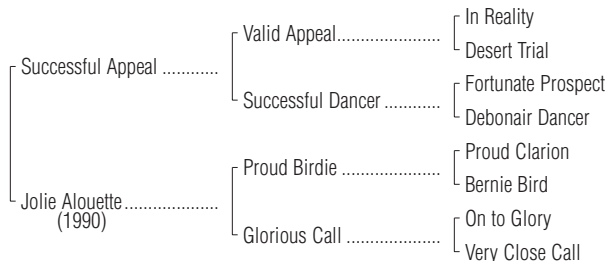 In Reality
Valid Appeal....................
Desert Trial
Successful Appeal ............
Fortunate Prospect
Successful Dancer ............
Debonair Dancer
Proud Clarion
Proud Birdie ....................
Bernie Bird
Jolie Alouette....................
(1990)
On to Glory
Glorious Call ...................
Very Close Call